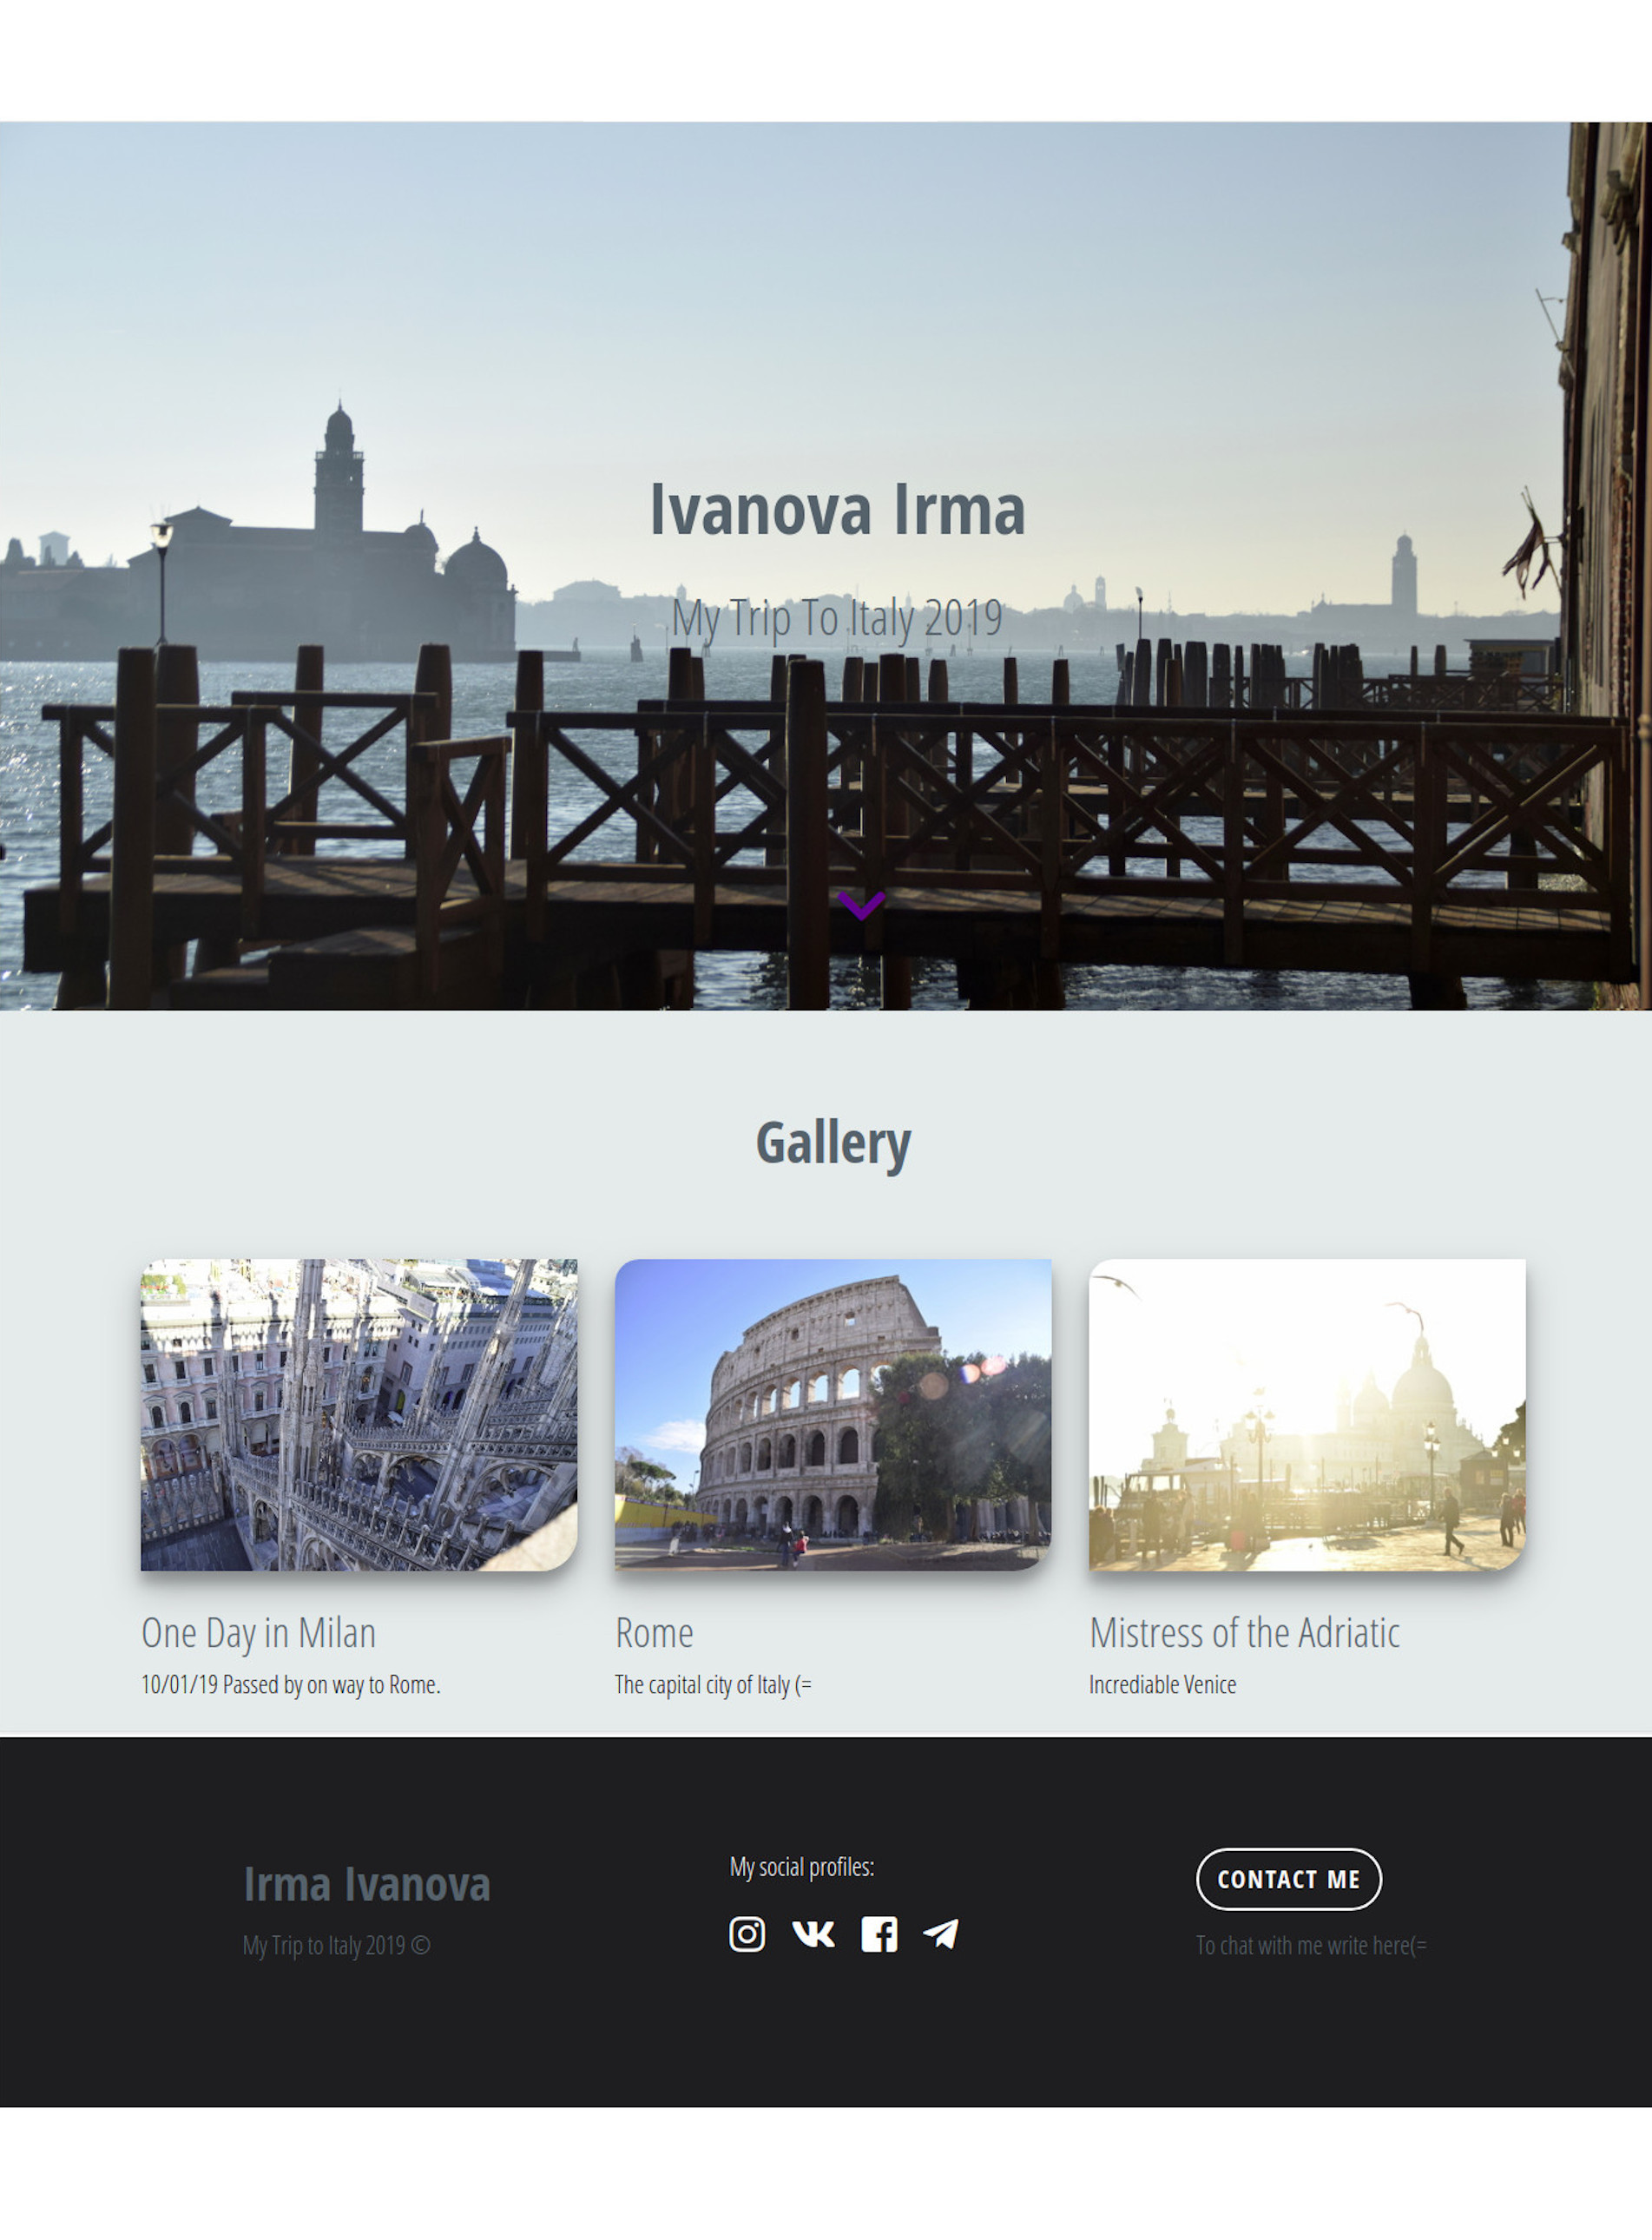 Ivanova Irma
My Trip To Italy 2019
Gallery
One Day in Milan
10/01/19 Passed by on way to Rome.
Rome
The capital city of Italy (=
Mistress of the Adriatic
Incrediable Venice
Irma Ivanova
My Trip to Italy 2019 ©
My social profiles:
CONTACT ME
To chat with me write here(=